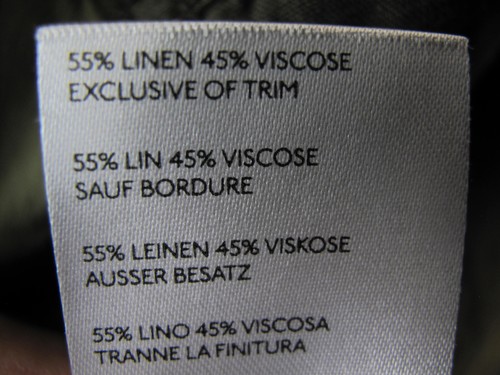 55% LINEN 45% VISCOSE
EXCLUSIVE OF TRIM
55% LIN 45% VISCOSE
SAUF BORDURE
55% LEINEN 45% VISKOSE
AUSSER BESATZ
55% LINO 45% VISCOSA
TRANNE LA FINITURA